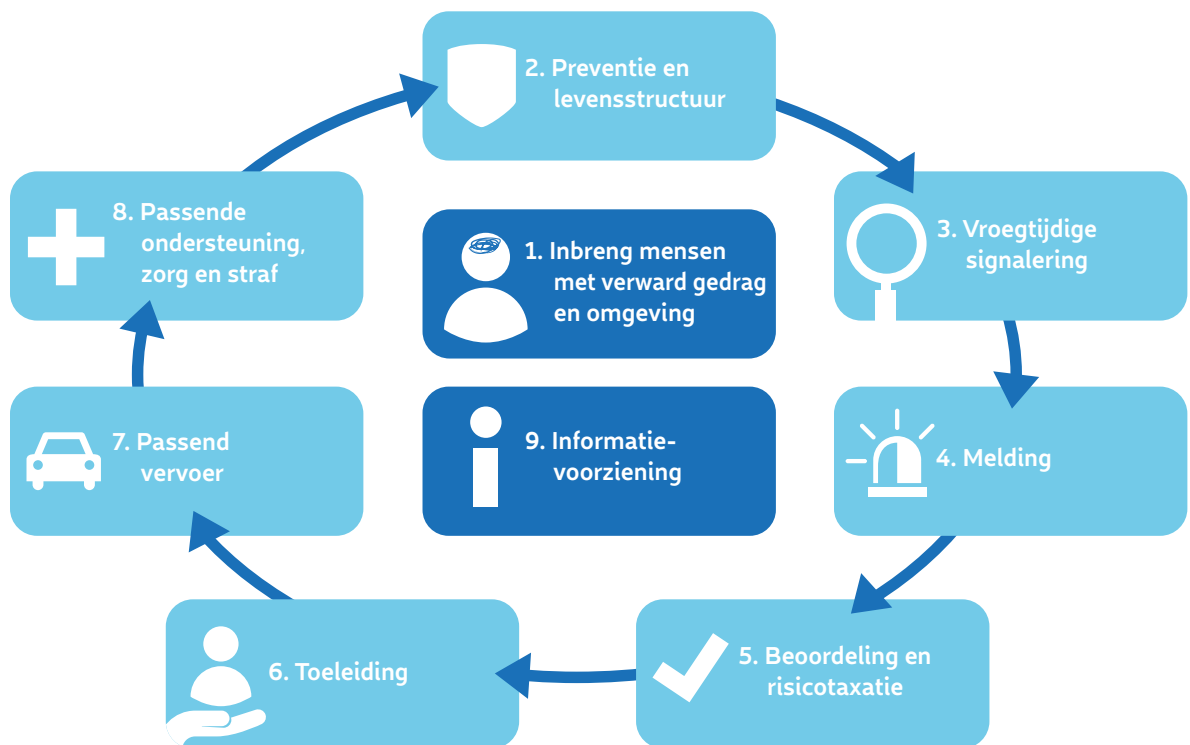 2. Preventie en
levensstructuur
8. Passende
ondersteuning,
zorg en straf
1. Inbreng mensen
met verward gedrag
en omgeving
3. Vroegtijdige
signalering
7. Passend
vervoer
9. Informatie-
voorziening
4. Melding
6. Toeleiding
5. Beoordeling en
risicotaxatie